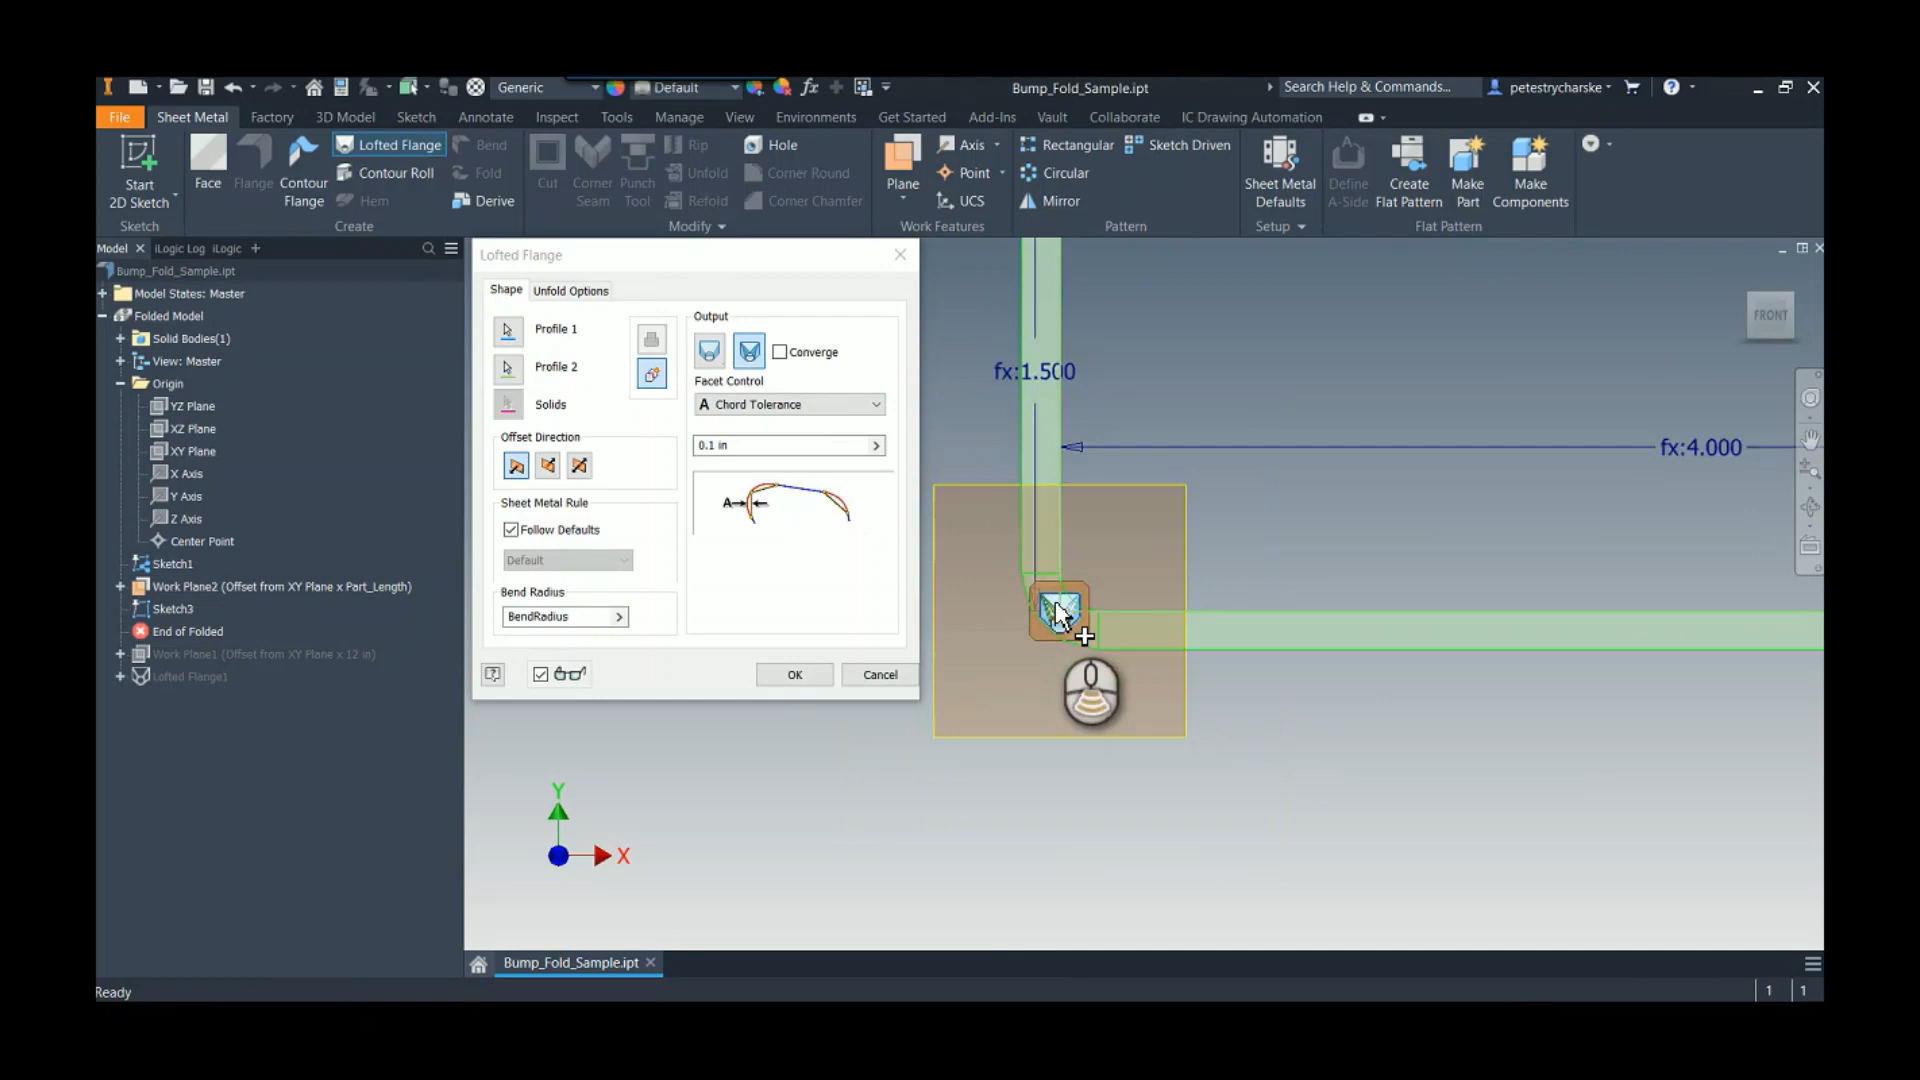 Generic
Default
fx
Bump_Fold_Sample.ipt
Search Help & Commands...
petestrycharske
File
Sheet Metal
Factory
3D Model
Sketch
Annotate
Inspect
Tools
Manage
View
Environments
Get Started
Add-Ins
Vault
Collaborate
IC Drawing Automation
Start
2D Sketch
Face
Flange
Contour
Flange
Lofted Flange
Contour Roll
Hem
Bend
Fold
Derive
Cut
Corner
Seam
Punch
Tool
Rip
Unfold
Refold
Hole
Corner Round
Corner Chamfer
Plane
Axis
Point
UCS
Rectangular
Sketch Driven
Circular
Mirror
Sheet Metal
Defaults
Define
A-Side
Create
Flat Pattern
Make
Part
Make
Components
Sketch
Create
Modify
Work Features
Pattern
Setup
Flat Pattern
Model
iLogic Log
iLogic
Bump_Fold_Sample.ipt
Model States: Master
Folded Model
Solid Bodies(1)
View: Master
Origin
YZ Plane
XZ Plane
XY Plane
X Axis
Y Axis
Z Axis
Center Point
Sketch1
Work Plane2 (Offset from XY Plane x Part_Length)
Sketch3
End of Folded
Work Plane1 (Offset from XY Plane x 12 in)
Lofted Flange1
Lofted Flange
Shape
Unfold Options
Profile 1
Profile 2
Solids
Offset Direction
Sheet Metal Rule
Follow Defaults
Default
Bend Radius
BendRadius
Output
Converge
Facet Control
A Chord Tolerance
0.1 in
A
OK
Cancel
fx:1.500
fx:4.000
FRONT
Y
X
Bump_Fold_Sample.ipt
Ready
1
1